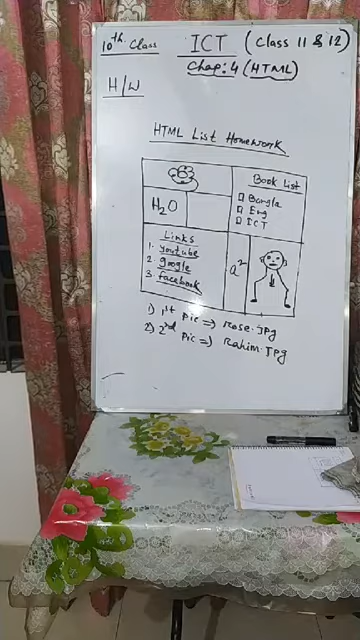 10th Class
ICT (Class 11 & 12)
Chap: 4 (HTML)
H/W
HTML List Homework
Book List
Bangla
Eng
ICT
H₂O
Links
1. youtube
2. google
3. facebook
a²
1) 1st pic => Rose.Jpg
2) 2nd pic => Rahim.Jpg